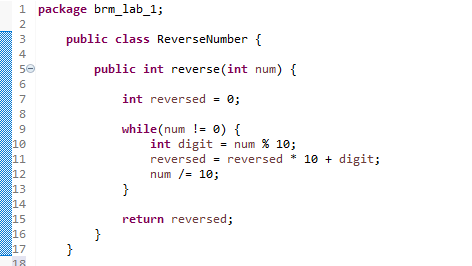 1 package brm_lab_1;
2
3 public class ReverseNumber {
4
5 public int reverse(int num) {
6
7 int reversed = 0;
8
9 while(num != 0) {
10 int digit = num % 10;
11 reversed = reversed * 10 + digit;
12 num /= 10;
13 }
14
15 return reversed;
16 }
17 }
18